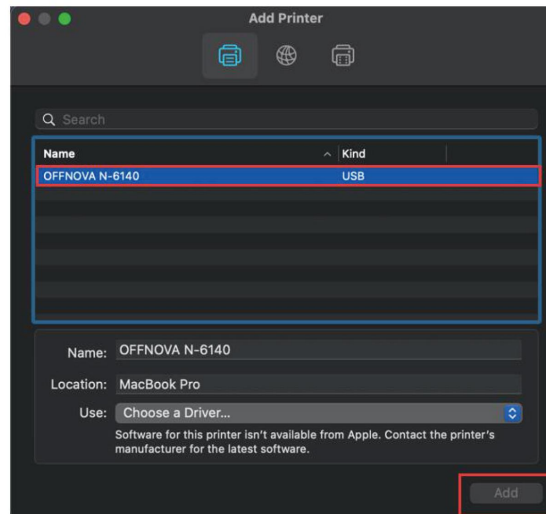 Add Printer
Search
Name Kind
OFFNOVA N-6140 USB
Name: OFFNOVA N-6140
Location: MacBook Pro
Use: Choose a Driver...
Software for this printer isn't available from Apple. Contact the printer's
manufacturer for the latest software.
Add